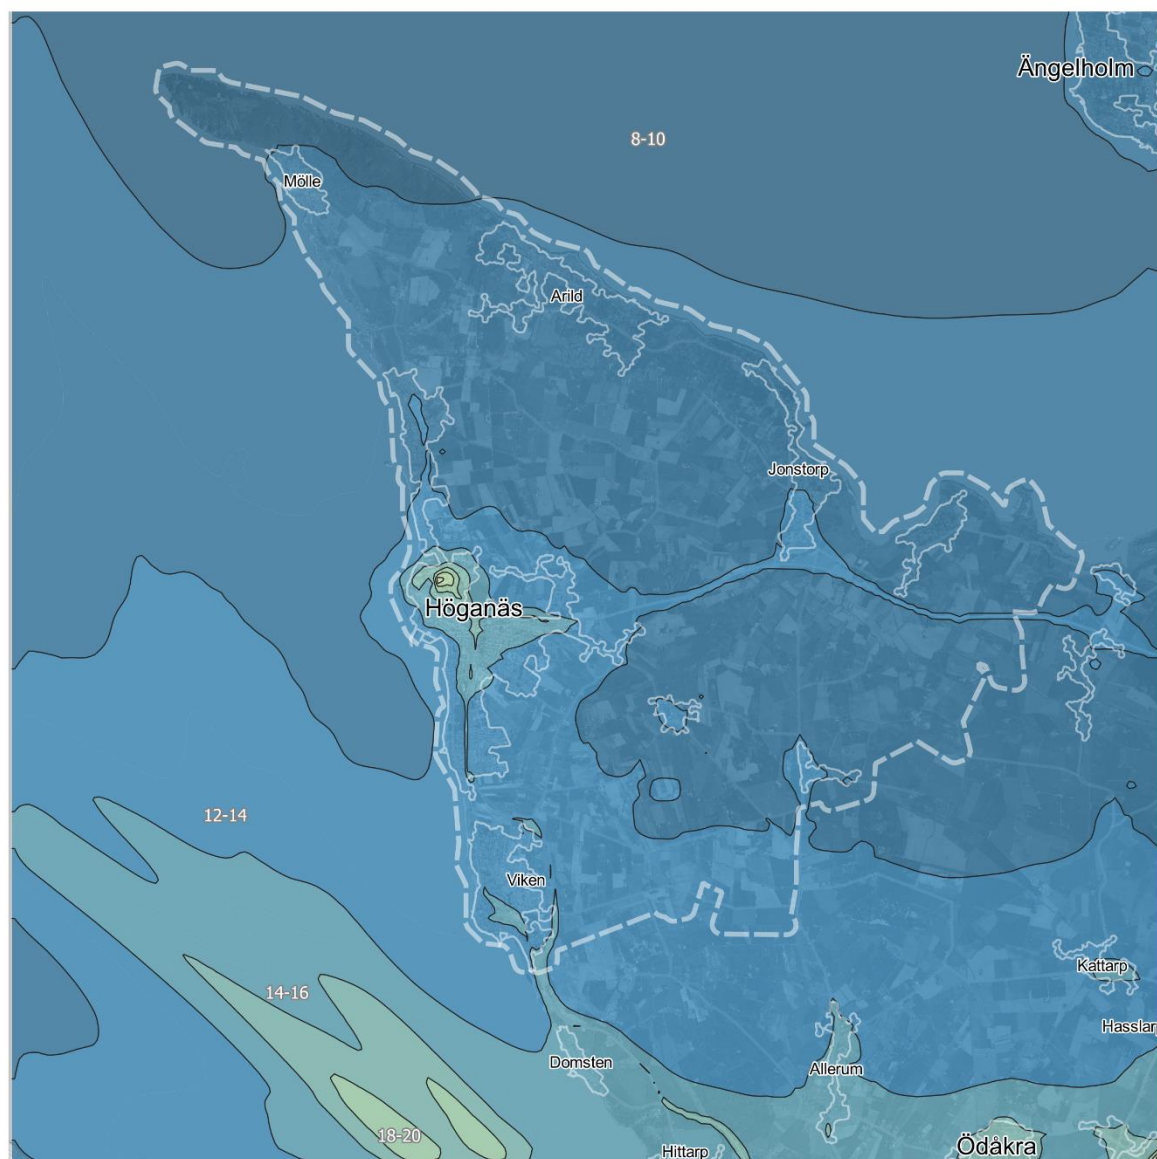 Ängelholm
8-10
Mölle
Arild
Jonstorp
Höganäs
12-14
Viken
Kattarp
14-16
Hasslarp
Domsten
Allerum
18-20
Hittarp
Ödåkra